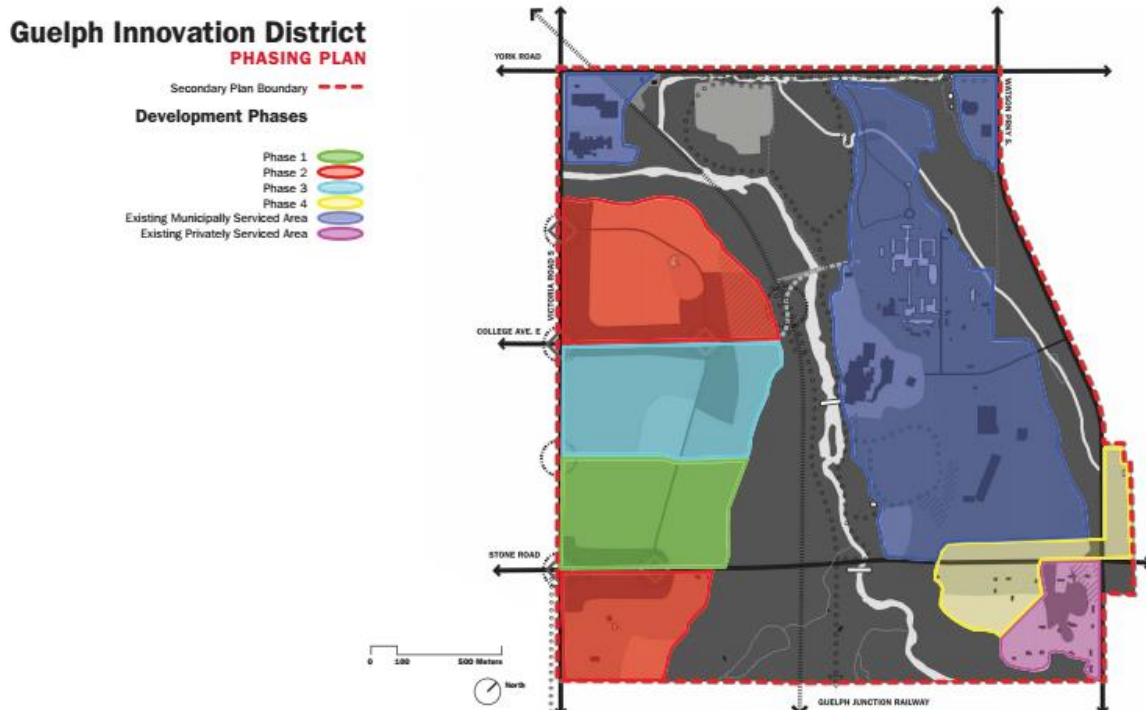 Guelph Innovation District
PHASING PLAN
Secondary Plan Boundary
Development Phases
Phase 1
Phase 2
Phase 3
Phase 4
Existing Municipally Serviced Area
Existing Privately Serviced Area
YORK ROAD
WATSON PRKY S.
VICTORIA ROAD S
COLLEGE AVE. E
STONE ROAD
0 100 500 Meters
North
GUELPH JUNCTION RAILWAY